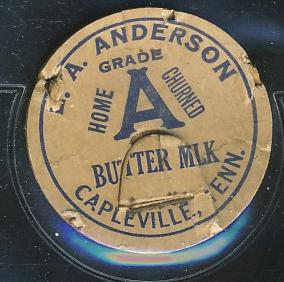 E. A. ANDERSON
GRADE
A
HOME CHURNED
BUTTER MLK
CAPLEVILLE, TENN.